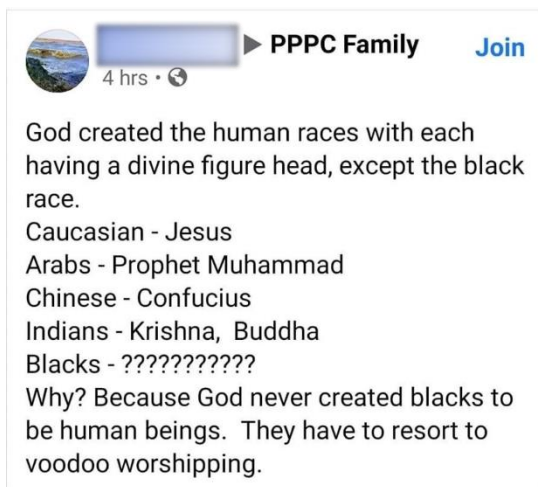 PPPC Family
Join
4 hrs
God created the human races with each
having a divine figure head, except the black
race.
Caucasian - Jesus
Arabs - Prophet Muhammad
Chinese - Confucius
Indians - Krishna, Buddha
Blacks - ???????????
Why? Because God never created blacks to
be human beings. They have to resort to
voodoo worshipping.